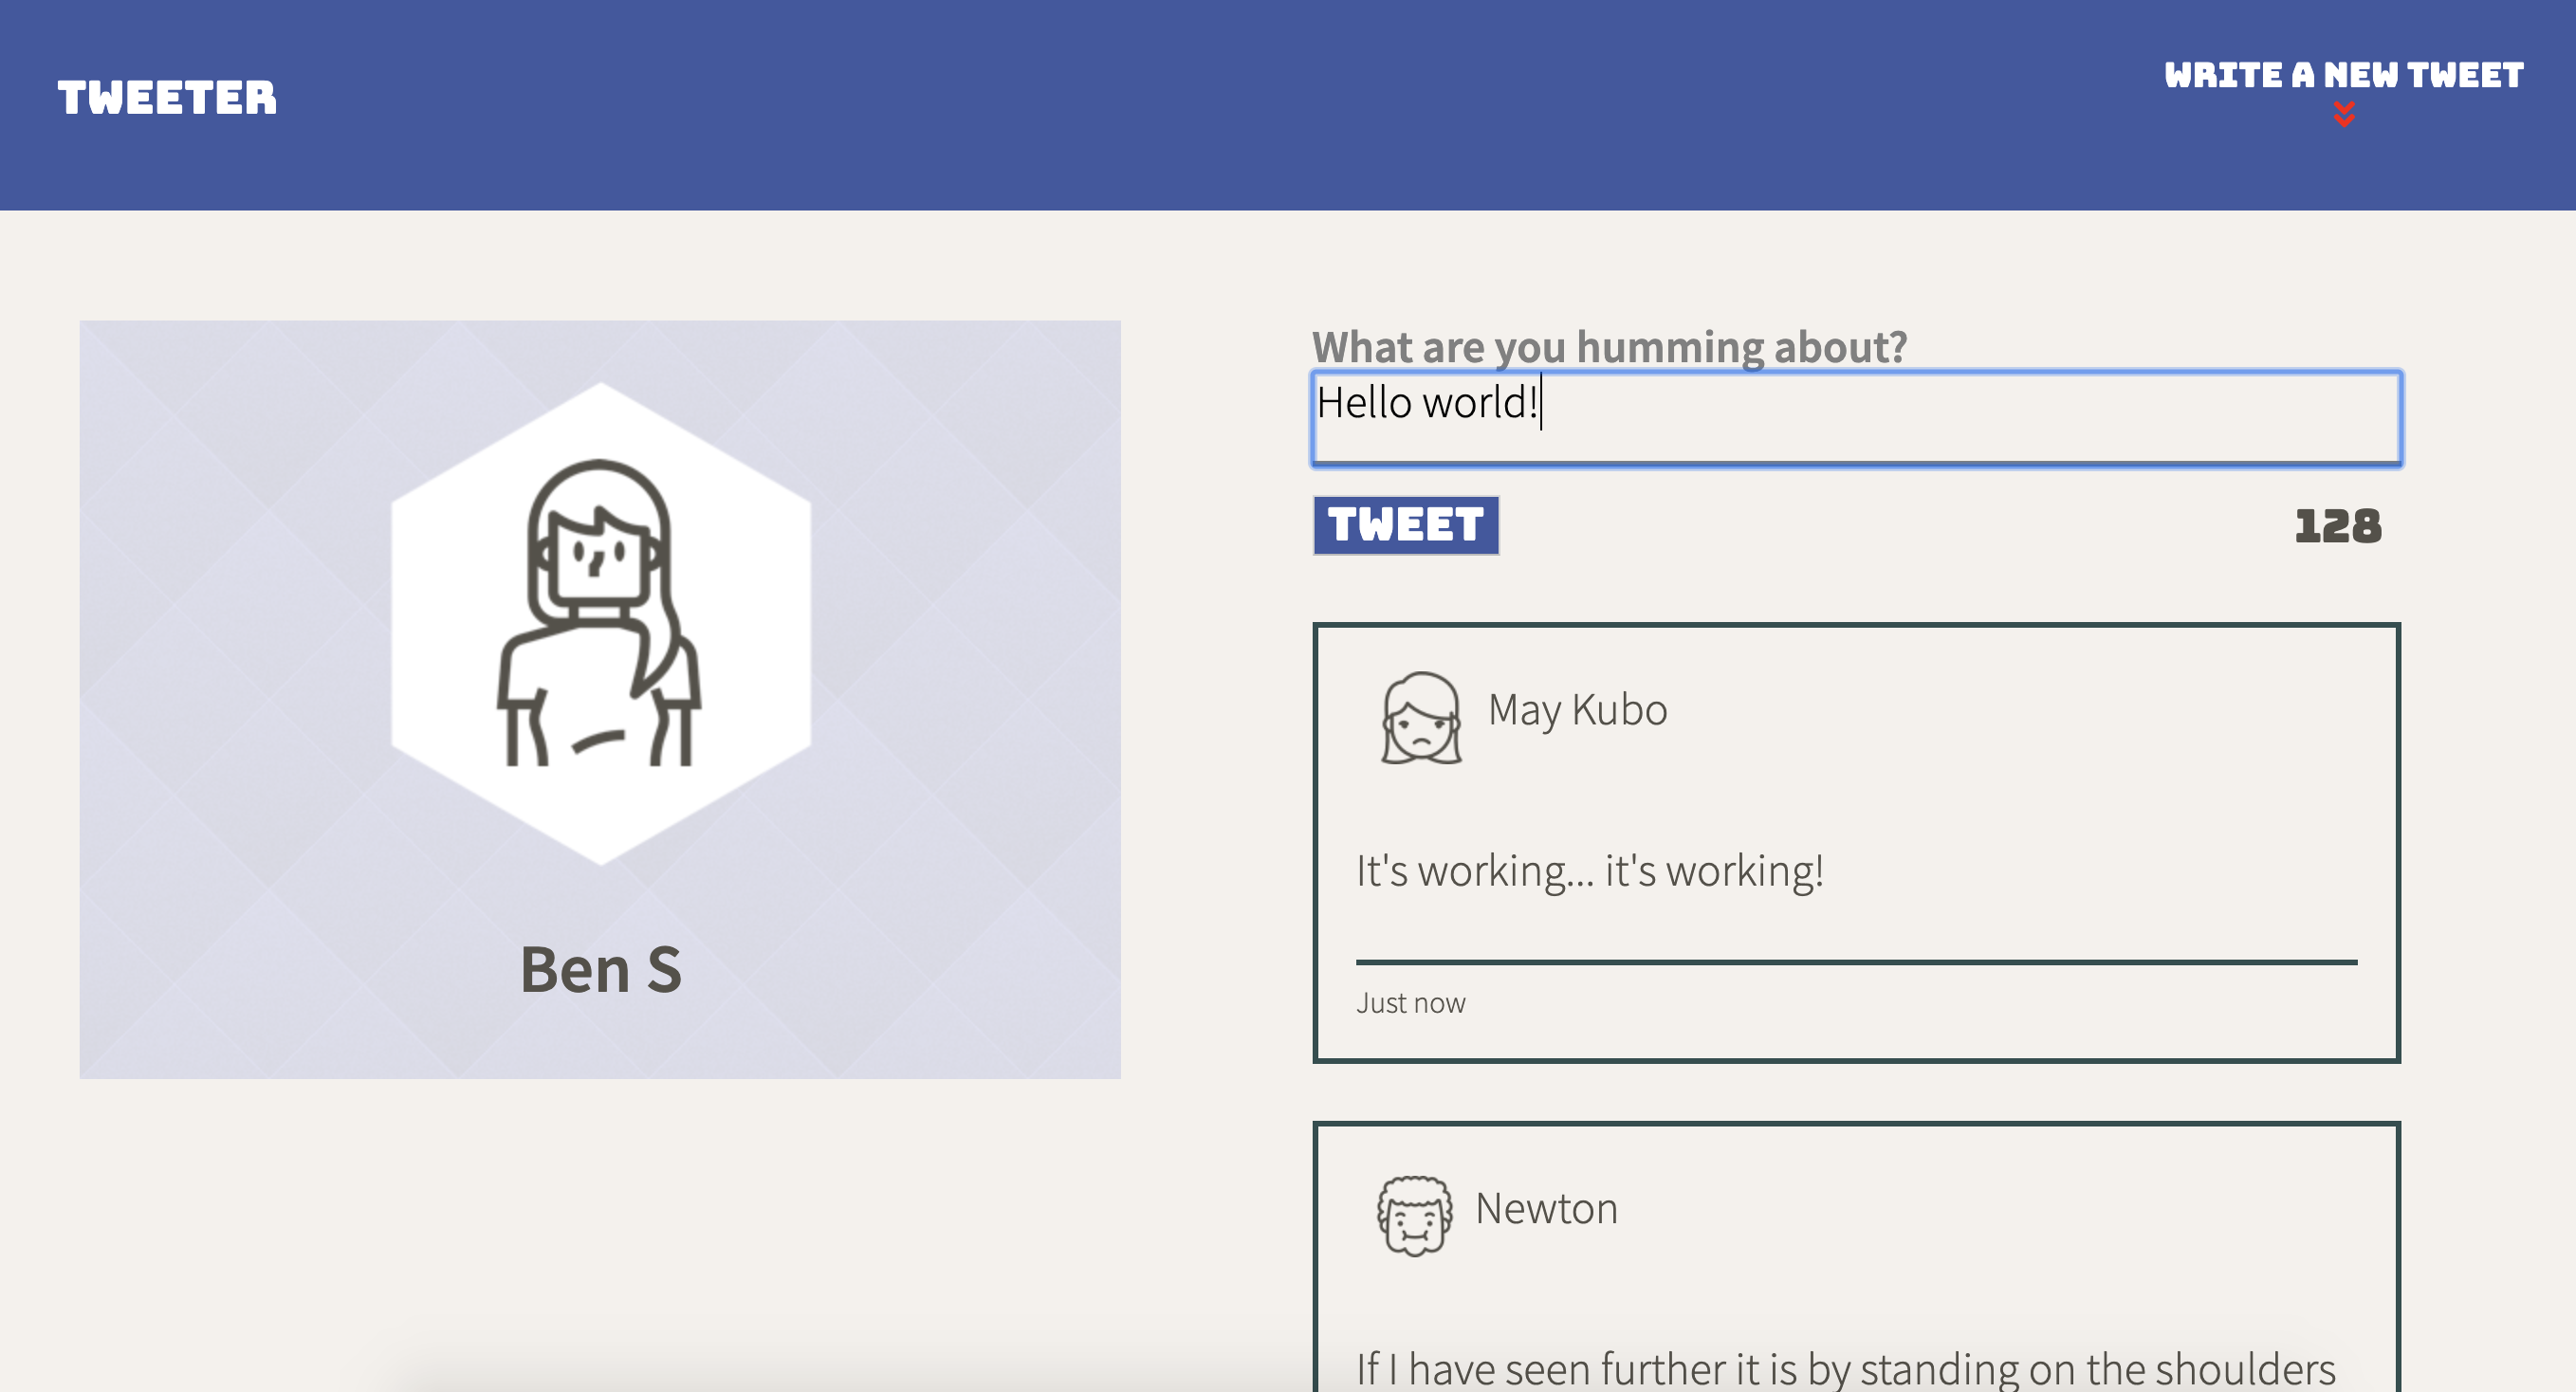 TWEETER
WRITE A NEW TWEET
Ben S
What are you humming about?
Hello world!
TWEET
128
May Kubo
It's working... it's working!
Just now
Newton
If I have seen further it is by standing on the shoulders